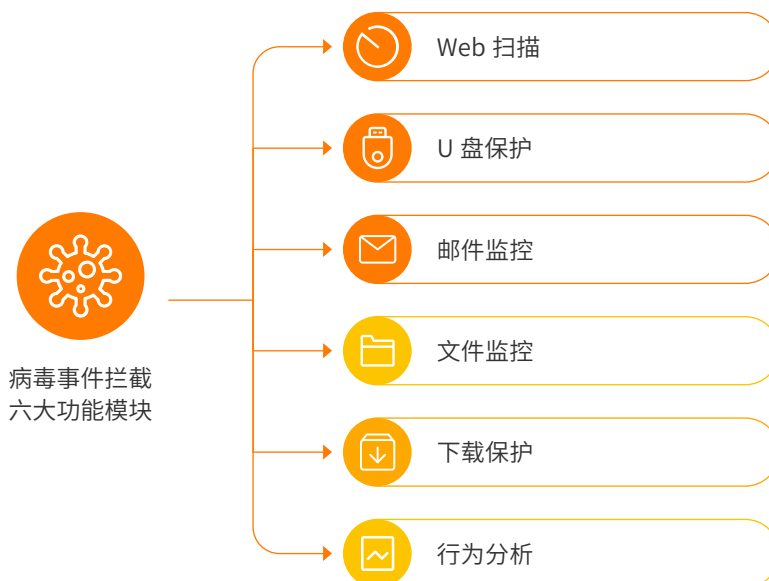 病毒事件拦截
六大功能模块
Web 扫描
U 盘保护
邮件监控
文件监控
下载保护
行为分析